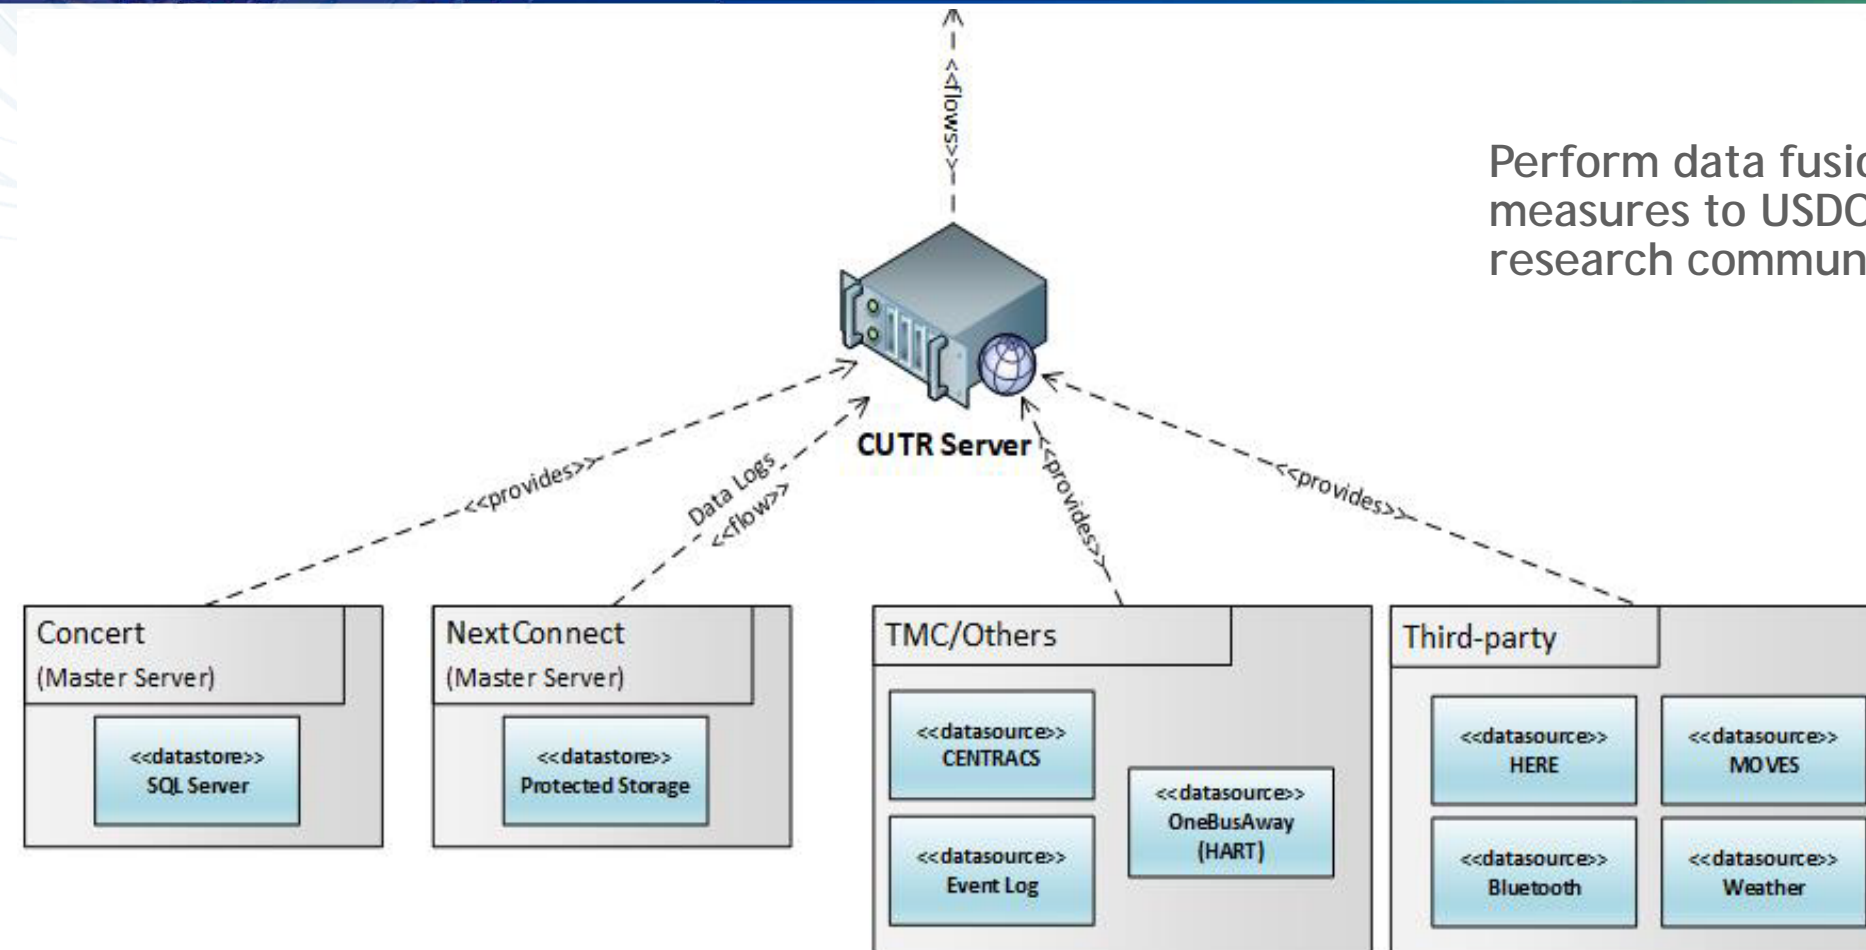 <<flows>>
Perform data fusio
measures to USDO
research commun
CUTR Server
<<provides>>
Data Logs
<<flow>>
<<provides>>
<<provides>>
Concert
(Master Server)
<<datastore>>
SQL Server
NextConnect
(Master Server)
<<datastore>>
Protected Storage
TMC/Others
<<datasource>>
CENTRACS
<<datasource>>
OneBusAway
(HART)
<<datasource>>
Event Log
Third-party
<<datasource>>
HERE
<<datasource>>
MOVES
<<datasource>>
Bluetooth
<<datasource>>
Weather